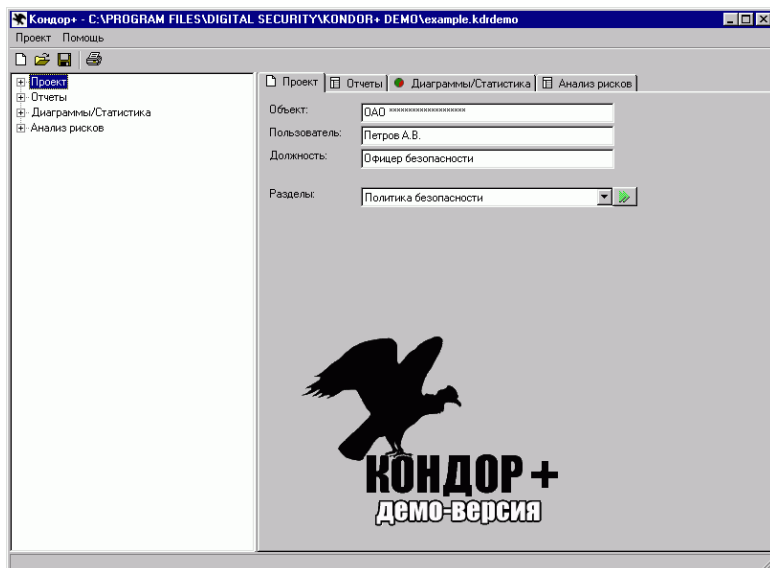 Кондор+ - C:\PROGRAM FILES\DIGITAL SECURITY\KONDOR+ DEMO\example.kdrdemo
Проект Помощь
Проект
Отчеты
Диаграммы/Статистика
Анализ рисков
Проект Отчеты Диаграммы/Статистика Анализ рисков
Объект: ОАО *******************
Пользователь: Петров А.В.
Должность: Офицер безопасности
Разделы: Политика безопасности
КОНДОР+
демо-версия